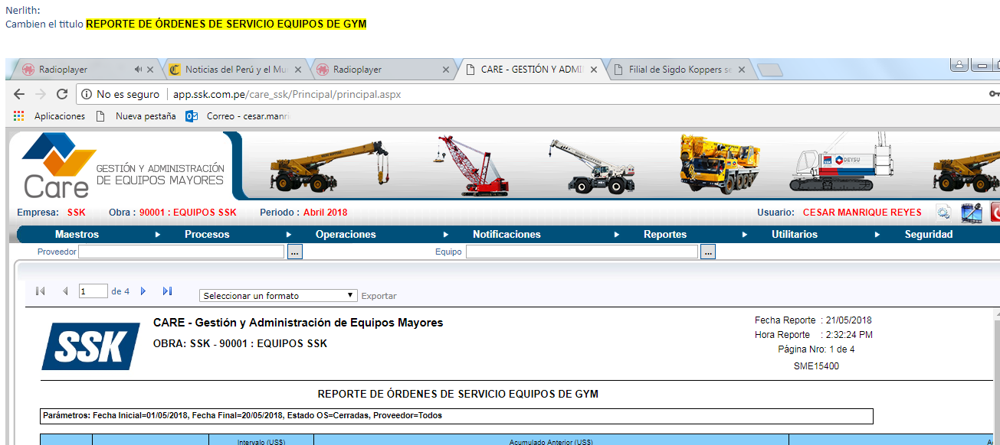 Nerlith:
Cambien el titulo REPORTE DE ÓRDENES DE SERVICIO EQUIPOS DE GYM
Radioplayer
Noticias del Perú y el Mu
Radioplayer
CARE - GESTIÓN Y ADMI
Filial de Sigdo Koppers se
No es seguro
app.ssk.com.pe/care_ssk/Principal/principal.aspx
Aplicaciones
Nueva pestaña
Correo - cesar.manri
Care
GESTIÓN Y ADMINISTRACIÓN
DE EQUIPOS MAYORES
DEYSU
Empresa: SSK Obra : 90001 : EQUIPOS SSK Periodo : Abril 2018 Usuario: CESAR MANRIQUE REYES
Maestros Procesos Operaciones Notificaciones Reportes Utilitarios Seguridad
Proveedor ... Equipo ...
1 de 4 Seleccionar un formato Exportar
SSK
CARE - Gestión y Administración de Equipos Mayores
OBRA: SSK - 90001 : EQUIPOS SSK
Fecha Reporte : 21/05/2018
Hora Reporte : 2:32:24 PM
Página Nro: 1 de 4
SME15400
REPORTE DE ÓRDENES DE SERVICIO EQUIPOS DE GYM
Parámetros: Fecha Inicial=01/05/2018, Fecha Final=20/05/2018, Estado OS=Cerradas, Proveedor=Todos
Intervalo (US$) Acumulado Anterior (US$)